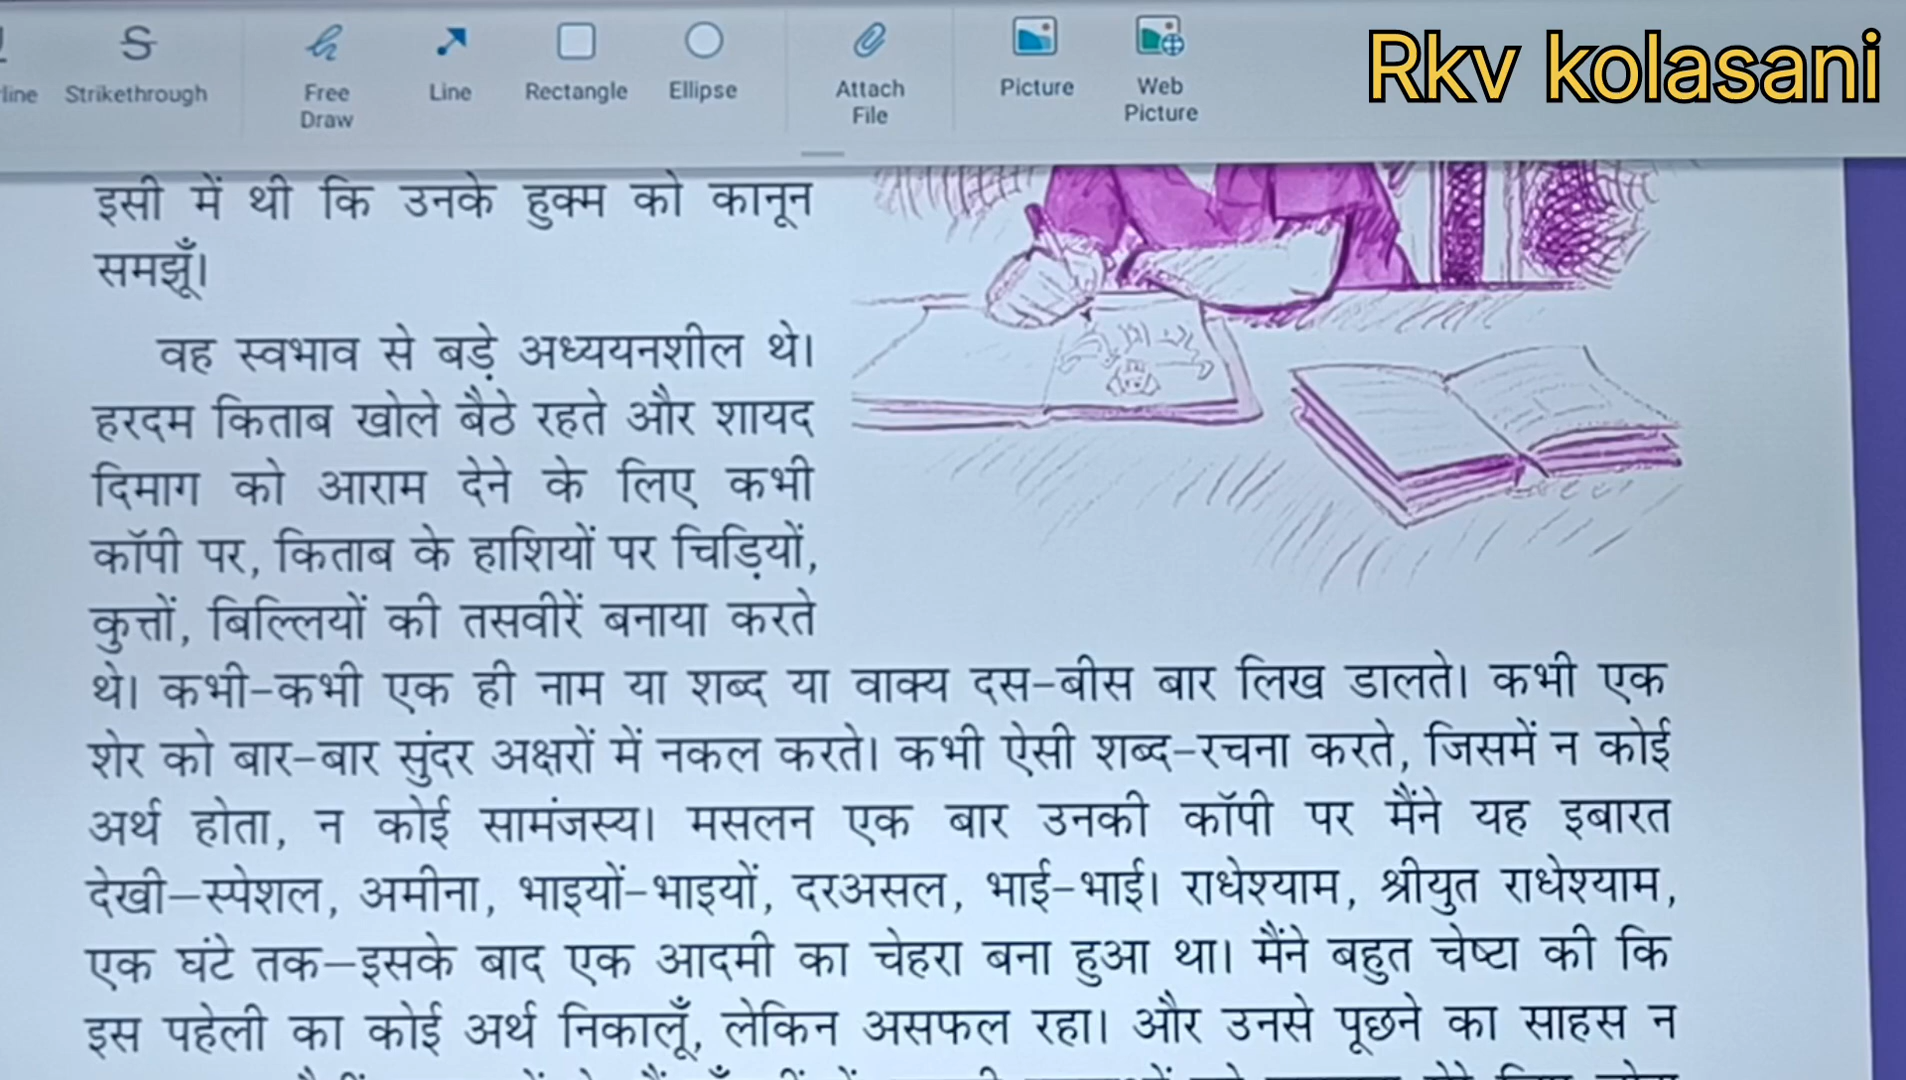 line
Strikethrough
Free
Draw
Line
Rectangle
Ellipse
Attach
File
Picture
Web
Picture
Rkv kolasani
इसी में थी कि उनके हुक्म को कानून
समझूँ।
वह स्वभाव से बड़े अध्ययनशील थे।
हरदम किताब खोले बैठे रहते और शायद
दिमाग को आराम देने के लिए कभी
कॉपी पर, किताब के हाशियों पर चिड़ियों,
कुत्तों, बिल्लियों की तसवीरें बनाया करते
थे। कभी-कभी एक ही नाम या शब्द या वाक्य दस-बीस बार लिख डालते। कभी एक
शेर को बार-बार सुंदर अक्षरों में नकल करते। कभी ऐसी शब्द-रचना करते, जिसमें न कोई
अर्थ होता, न कोई सामंजस्य। मसलन एक बार उनकी कॉपी पर मैंने यह इबारत
देखी—स्पेशल, अमीना, भाइयों-भाइयों, दरअसल, भाई-भाई। राधेश्याम, श्रीयुत राधेश्याम,
एक घंटे तक—इसके बाद एक आदमी का चेहरा बना हुआ था। मैंने बहुत चेष्टा की कि
इस पहेली का कोई अर्थ निकालूँ, लेकिन असफल रहा। और उनसे पूछने का साहस न